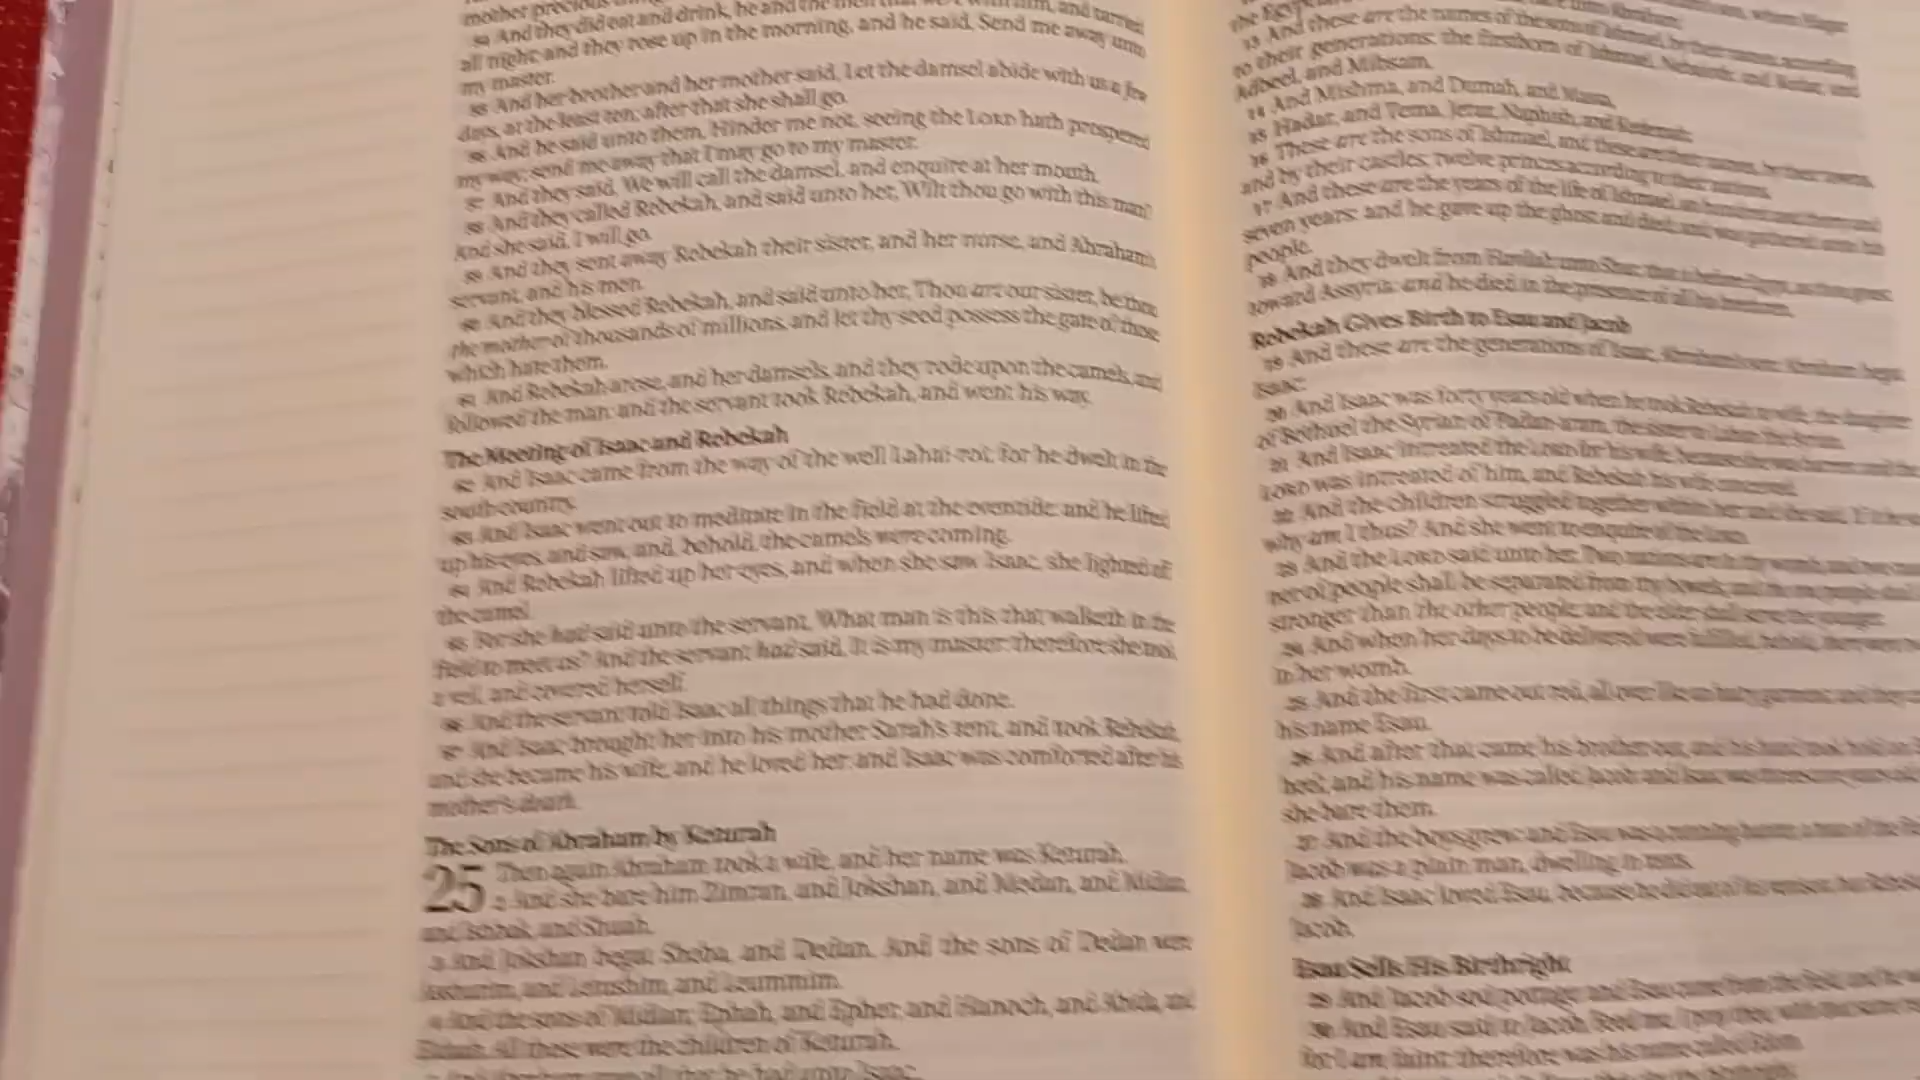 mother precious
54 And they did eat and drink, he and the men that were with him, and tarried
all night; and they rose up in the morning, and he said, Send me away unto
my master.
55 And her brother and her mother said, Let the damsel abide with us a few
days, at the least ten; after that she shall go.
56 And he said unto them, Hinder me not, seeing the LORD hath prospered
my way; send me away that I may go to my master.
57 And they said, We will call the damsel, and enquire at her mouth.
58 And they called Rebekah, and said unto her, Wilt thou go with this man?
And she said, I will go.
59 And they sent away Rebekah their sister, and her nurse, and Abraham's
servant, and his men.
60 And they blessed Rebekah, and said unto her, Thou art our sister, be thou
the mother of thousands of millions, and let thy seed possess the gate of those
which hate them.
61 And Rebekah arose, and her damsels, and they rode upon the camels, and
followed the man: and the servant took Rebekah, and went his way.
The Meeting of Isaac and Rebekah
62 And Isaac came from the way of the well Lahai-roi; for he dwelt in the
south country.
63 And Isaac went out to meditate in the field at the eventide: and he lifted
up his eyes, and saw, and, behold, the camels were coming.
64 And Rebekah lifted up her eyes, and when she saw Isaac, she lighted off
the camel.
65 For she had said unto the servant, What man is this that walketh in the
field to meet us? And the servant had said, It is my master: therefore she took
a veil, and covered herself.
66 And the servant told Isaac all things that he had done.
67 And Isaac brought her into his mother Sarah's tent, and took Rebekah,
and she became his wife; and he loved her: and Isaac was comforted after his
mother's death.
The Sons of Abraham by Keturah
25 Then again Abraham took a wife, and her name was Keturah.
2 And she bare him Zimran, and Jokshan, and Medan, and Midian,
and Ishbak, and Shuah.
3 And Jokshan begat Sheba, and Dedan. And the sons of Dedan were
Asshurim, and Letushim, and Leummim.
4 And the sons of Midian; Ephah, and Epher, and Hanoch, and Abida, and
Eldaah. All these were the children of Keturah.
the Egyptian
13 And these are the names of the sons of Ishmael, by their names, according
to their generations: the firstborn of Ishmael, Nebajoth; and Kedar, and
Adbeel, and Mibsam,
14 And Mishma, and Dumah, and Massa,
15 Hadar, and Tema, Jetur, Naphish, and Kedemah:
16 These are the sons of Ishmael, and these are their names, by their towns,
and by their castles; twelve princes according to their nations.
17 And these are the years of the life of Ishmael, an hundred and thirty and
seven years: and he gave up the ghost and died; and was gathered unto his
people.
18 And they dwelt from Havilah unto Shur, that is before Egypt, as thou goest
toward Assyria: and he died in the presence of all his brethren.
Rebekah Gives Birth to Esau and Jacob
19 And these are the generations of Isaac, Abraham's son: Abraham begat
Isaac:
20 And Isaac was forty years old when he took Rebekah to wife, the daughter
of Bethuel the Syrian of Padan-aram, the sister to Laban the Syrian.
21 And Isaac intreated the LORD for his wife, because she was barren: and the
LORD was intreated of him, and Rebekah his wife conceived.
22 And the children struggled together within her; and she said, If it be so,
why am I thus? And she went to enquire of the LORD.
23 And the LORD said unto her, Two nations are in thy womb, and two
ner of people shall be separated from thy bowels; and the one people shall
stronger than the other people; and the elder shall serve the younger.
24 And when her days to be delivered were fulfilled, behold, there were
in her womb.
25 And the first came out red, all over like an hairy garment; and they
his name Esau.
26 And after that came his brother out, and his hand took hold on
heel; and his name was called Jacob: and Isaac was threescore years old
she bare them.
27 And the boys grew: and Esau was a cunning hunter, a man of the
Jacob was a plain man, dwelling in tents.
28 And Isaac loved Esau, because he did eat of his venison: but Rebekah
Jacob.
Esau Sells His Birthright
29 And Jacob sod pottage: and Esau came from the field, and he
30 And Esau said to Jacob, Feed me, I pray thee, with that same
for I am faint: therefore was his name called Edom.